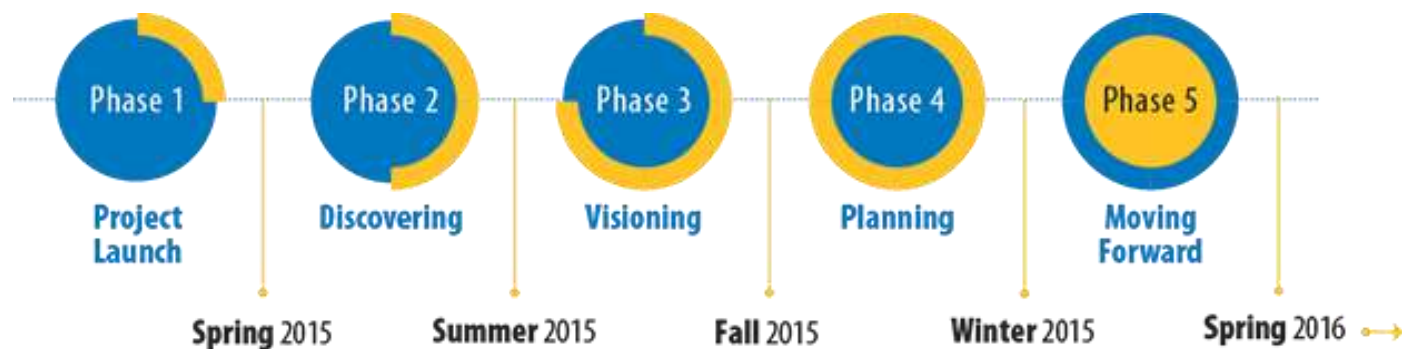 Phase 1
Phase 2
Phase 3
Phase 4
Phase 5
Project
Launch
Discovering
Visioning
Planning
Moving
Forward
Spring 2015
Summer 2015
Fall 2015
Winter 2015
Spring 2016